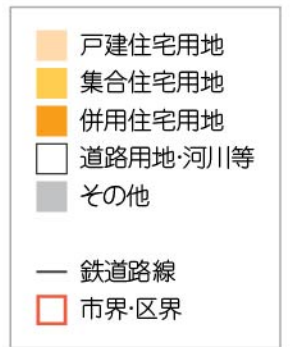 戸建住宅用地
集合住宅用地
併用住宅用地
道路用地･河川等
その他
鉄道路線
市界･区界